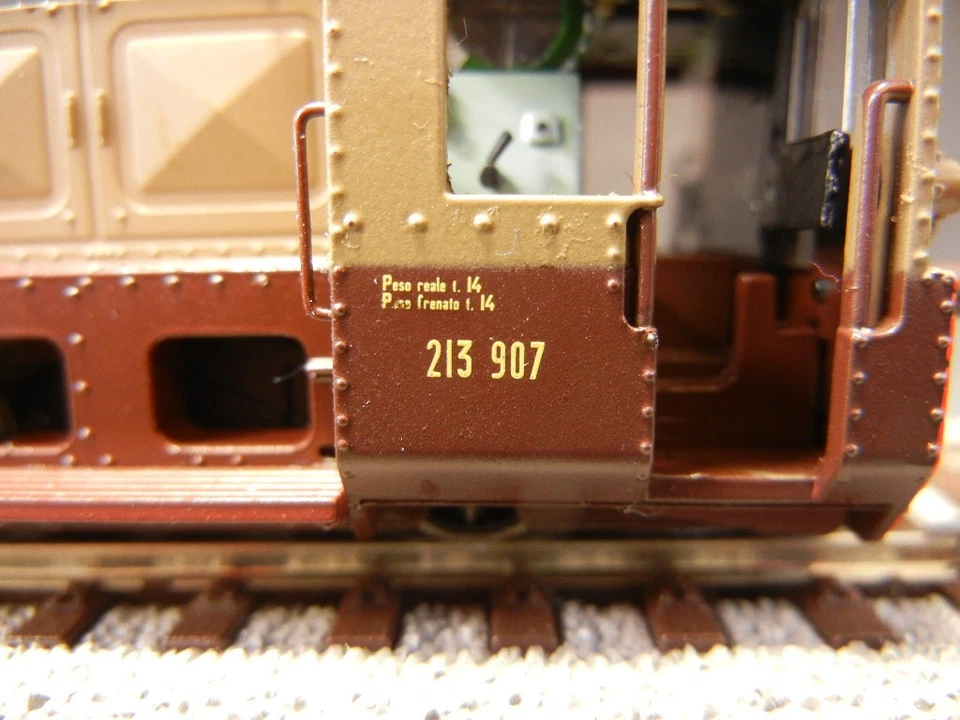 Peso reale t. 14
Peso frenato t. 14
213 907